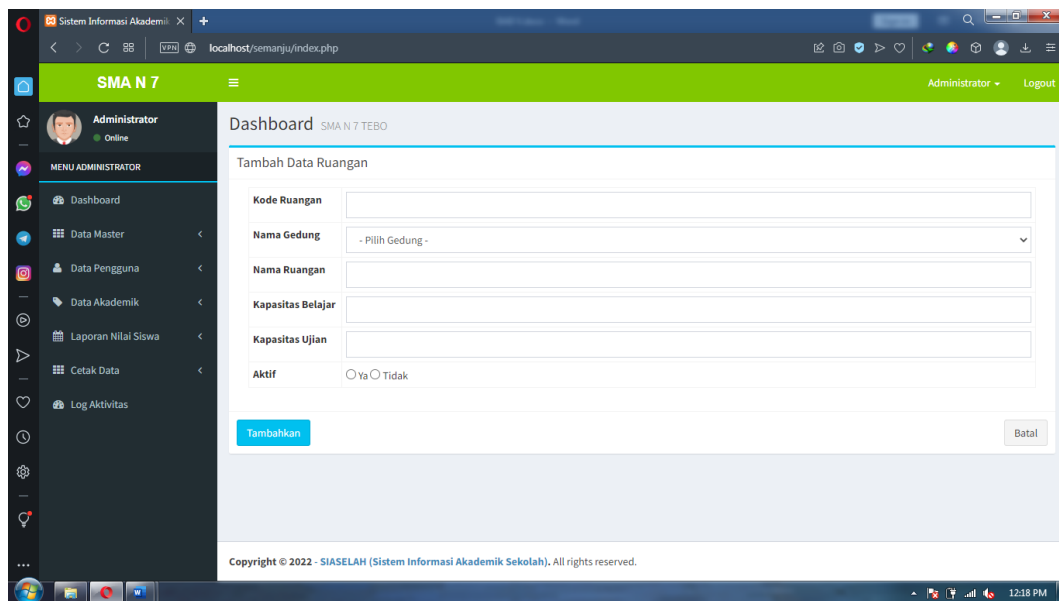 Sistem Informasi Akademi
VPN
localhost/semanju/index.php
SMA N 7
Administrator
Logout
Administrator
Online
MENU ADMINISTRATOR
Dashboard
Data Master
Data Pengguna
Data Akademik
Laporan Nilai Siswa
Cetak Data
Log Aktivitas
Dashboard SMA N 7 TEBO
Tambah Data Ruangan
Kode Ruangan
Nama Gedung
- Pilih Gedung -
Nama Ruangan
Kapasitas Belajar
Kapasitas Ujian
Aktif
Ya Tidak
Tambahkan
Batal
Copyright © 2022 - SIASELAH (Sistem Informasi Akademik Sekolah). All rights reserved.
12:18 PM